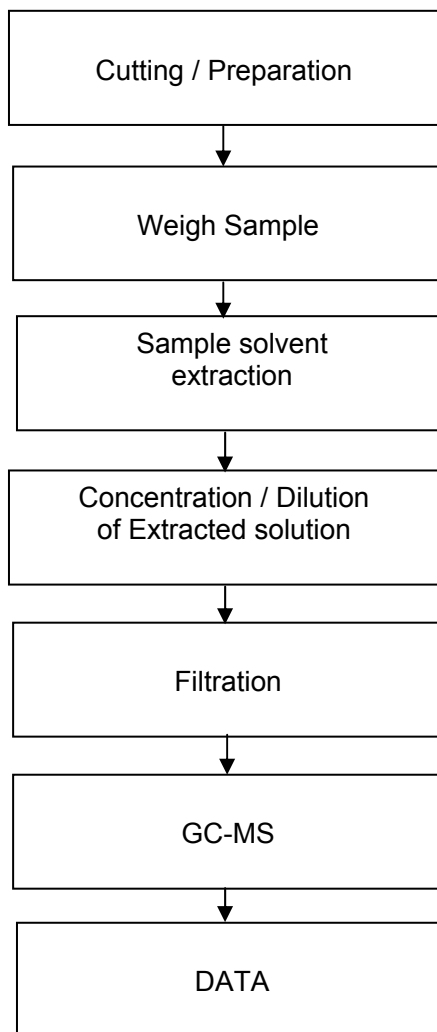 Cutting / Preparation
Weigh Sample
Sample solvent
extraction
Concentration / Dilution
of Extracted solution
Filtration
GC-MS
DATA